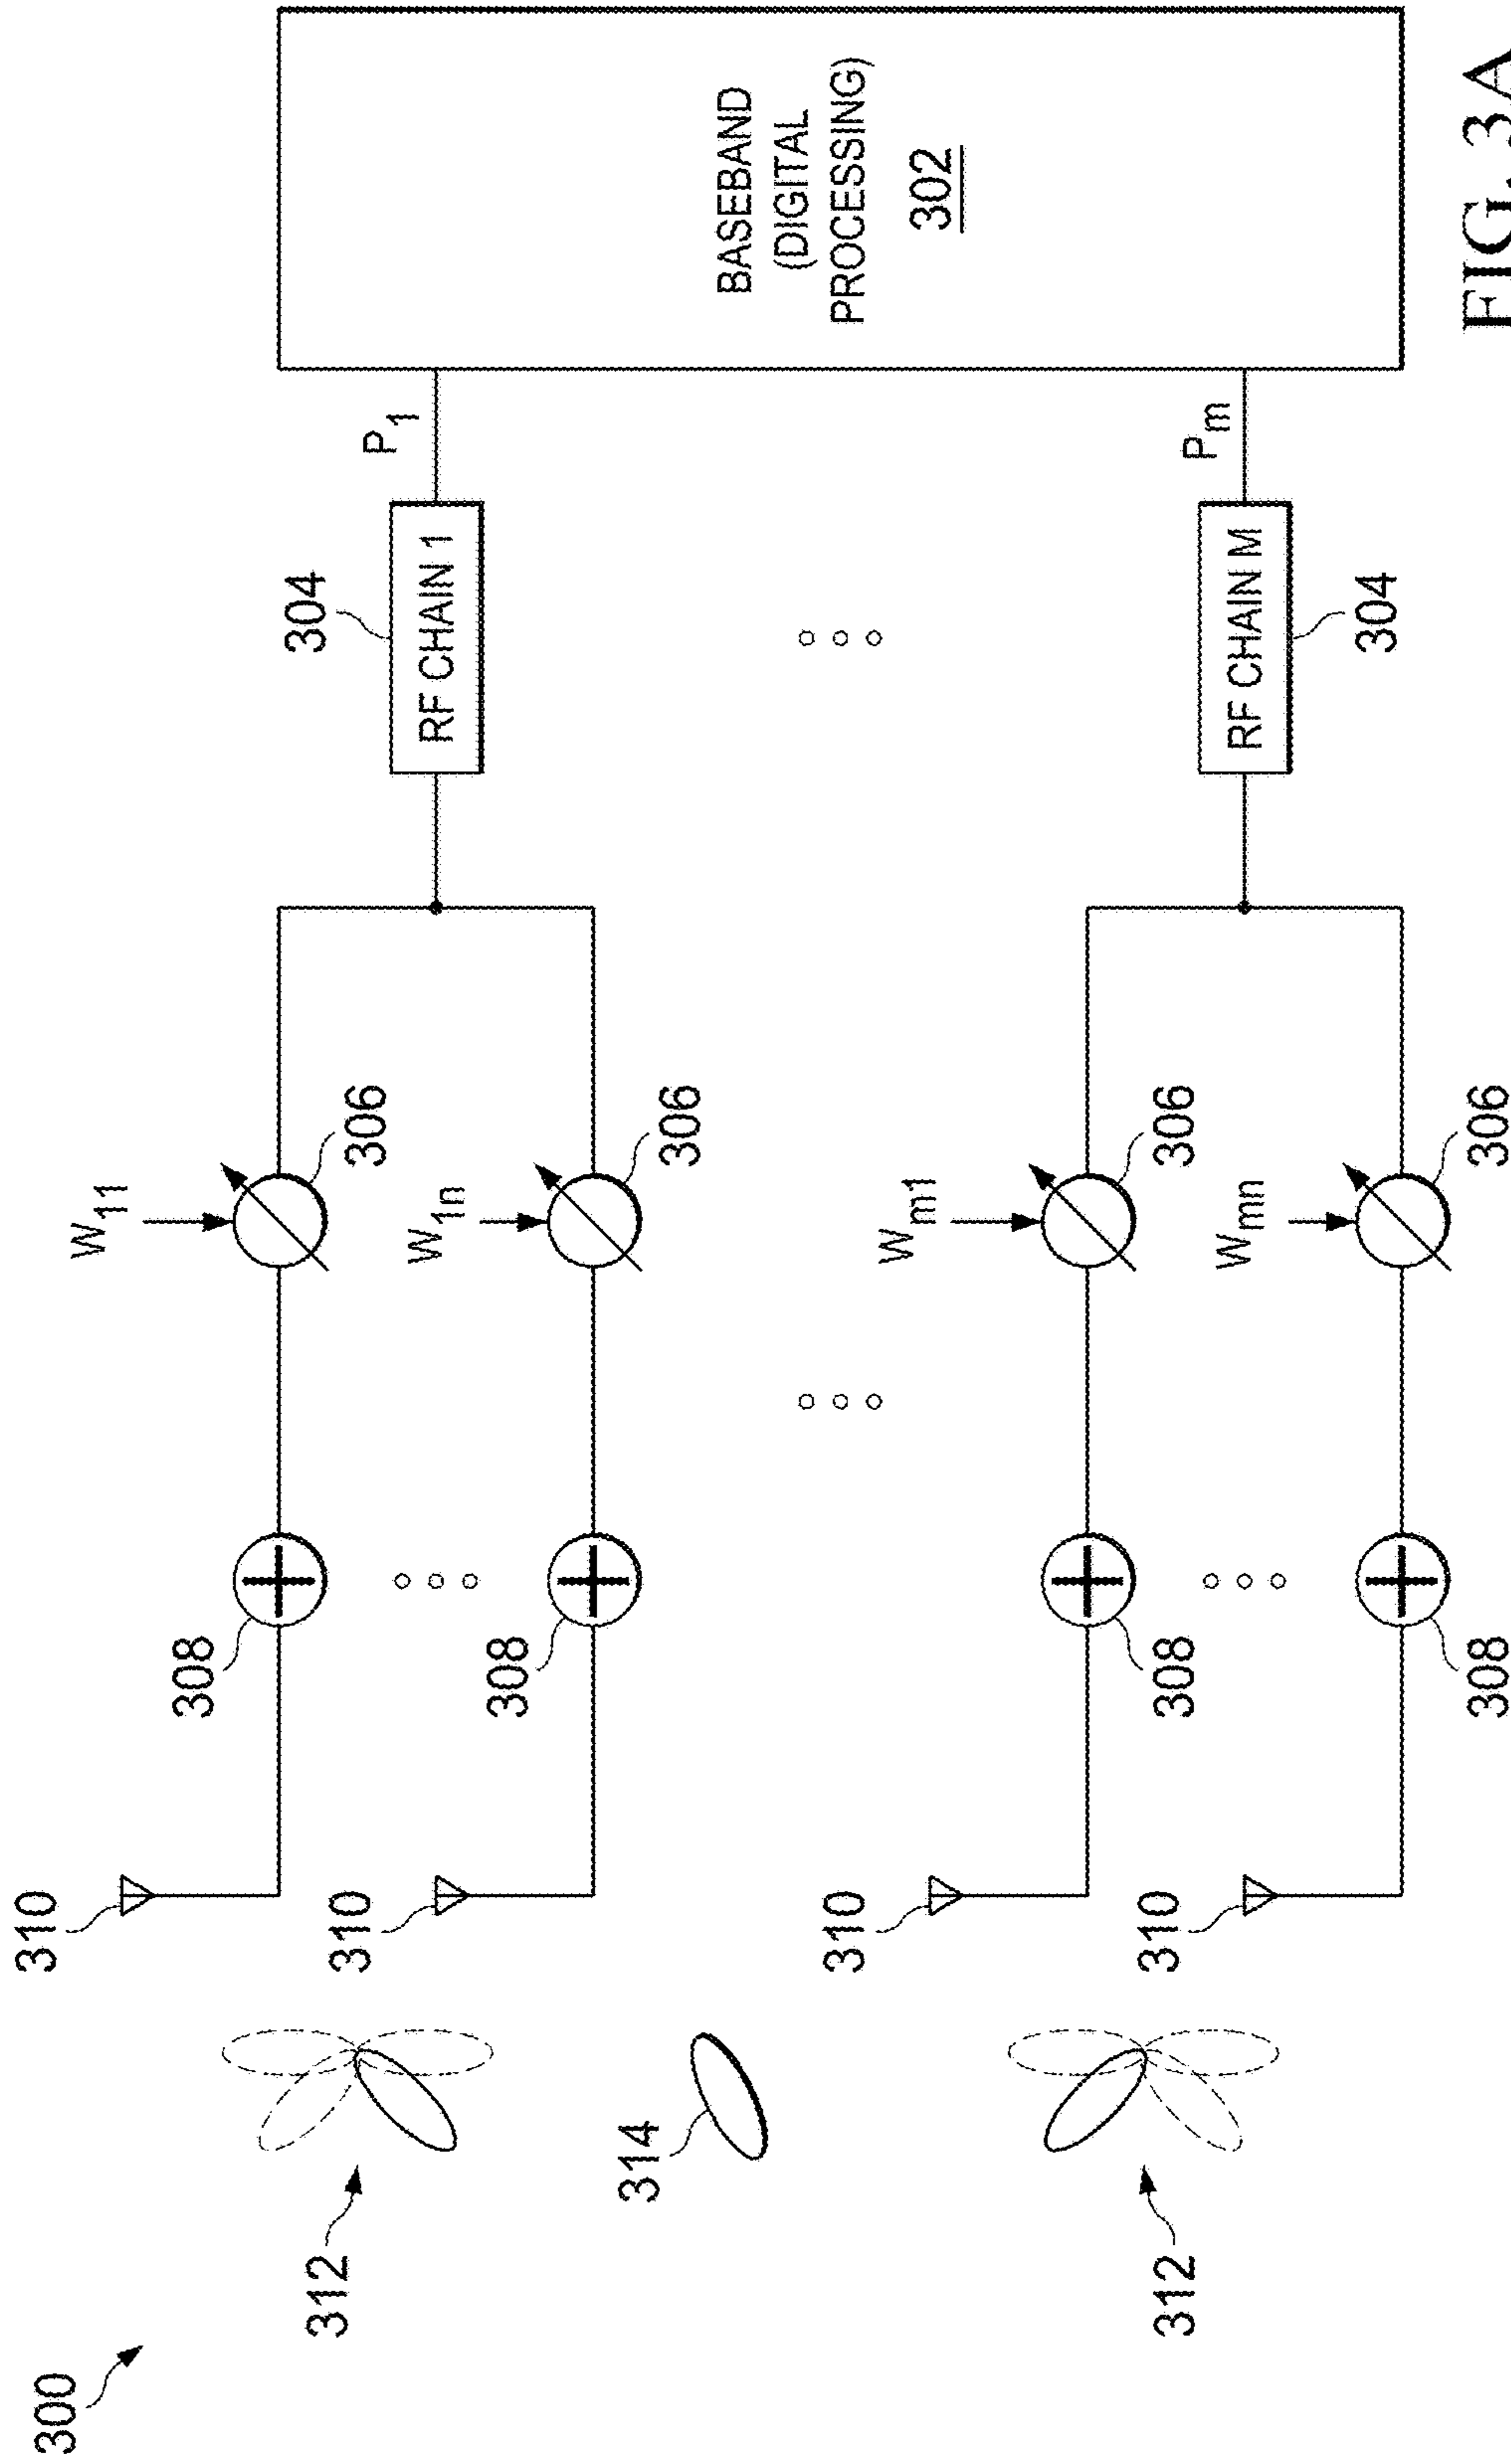 300
310
W11
308
304
312
310
306
P1
W1n
RF CHAIN 1
308
314
306
BASEBAND
(DIGITAL
PROCESSING)
302
310
Wm1
312
310
308
306
Pm
Wmn
RF CHAIN M
304
308
306
FIG. 3A